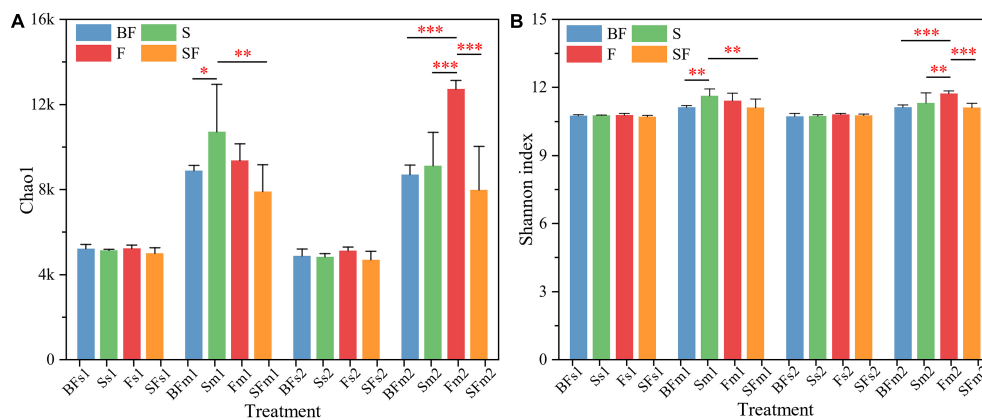 A
16k
BF
S
F
SF
***
**
***
*
***
12k
Chao1
8k
4k
0
BFs1 Ss1 Fs1 SFs1 BFm1 Sm1 Fm1 SFm1 BFs2 Ss2 Fs2 SFs2 BFm2 Sm2 Fm2 SFm2
Treatment
B
15
BF
S
F
SF
***
**
***
**
**
12
9
Shannon index
6
3
0
BFs1 Ss1 Fs1 SFs1 BFm1 Sm1 Fm1 SFm1 BFs2 Ss2 Fs2 SFs2 BFm2 Sm2 Fm2 SFm2
Treatment